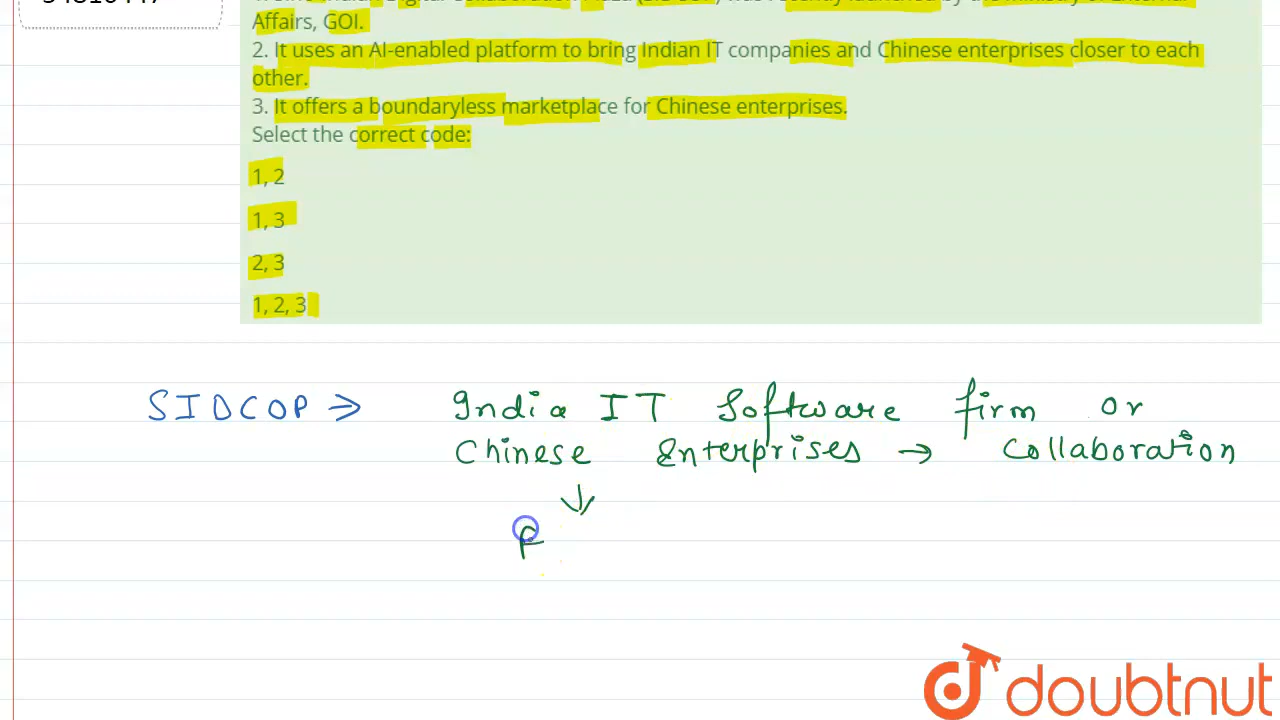 Affairs, GOI.
2. It uses an AI-enabled platform to bring Indian IT companies and Chinese enterprises closer to each
other.
3. It offers a boundaryless marketplace for Chinese enterprises.
Select the correct code:
1, 2
1, 3
2, 3
1, 2, 3
SIDCOP → India IT Software firm or
Chinese Enterprises → Collaboration
↓
F
doubtnut